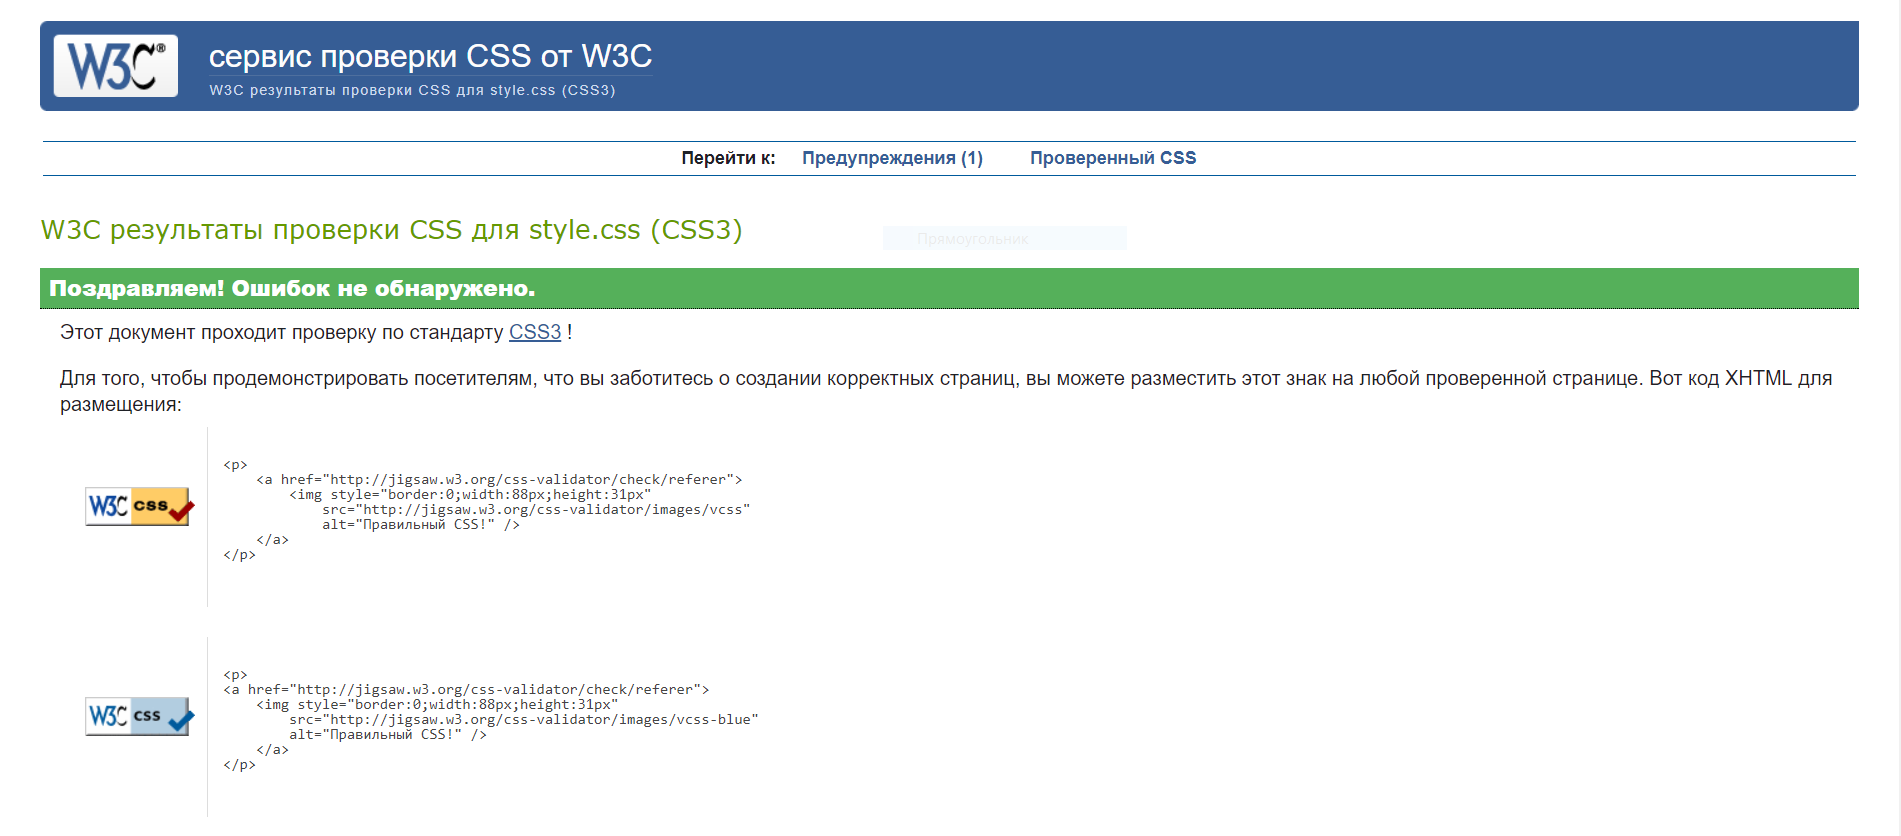 W3C®
сервис проверки CSS от W3C
W3C результаты проверки CSS для style.css (CSS3)
Перейти к: Предупреждения (1) Проверенный CSS
W3C результаты проверки CSS для style.css (CSS3)
Прямоугольник
Поздравляем! Ошибок не обнаружено.
Этот документ проходит проверку по стандарту CSS3 !
Для того, чтобы продемонстрировать посетителям, что вы заботитесь о создании корректных страниц, вы можете разместить этот знак на любой проверенной странице. Вот код XHTML для
размещения:
W3C css
<p>
<a href="http://jigsaw.w3.org/css-validator/check/referer">
<img style="border:0;width:88px;height:31px"
src="http://jigsaw.w3.org/css-validator/images/vcss"
alt="Правильный CSS!" />
</a>
</p>
W3C css
<p>
<a href="http://jigsaw.w3.org/css-validator/check/referer">
<img style="border:0;width:88px;height:31px"
src="http://jigsaw.w3.org/css-validator/images/vcss-blue"
alt="Правильный CSS!" />
</a>
</p>